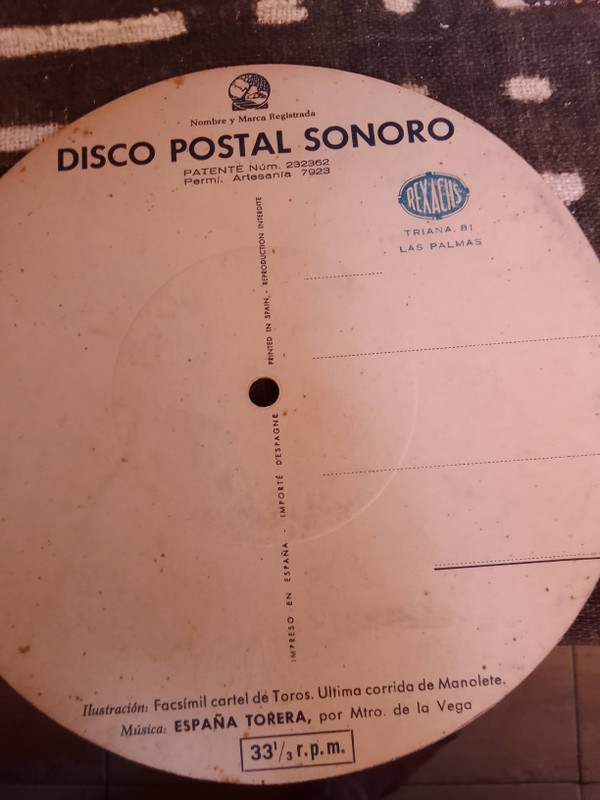 Nombre y Marca Registrada
DISCO POSTAL SONORO
PATENTE Núm. 232362
Permi. Artesanía 7923
REXACHS
TRIANA, 81
LAS PALMAS
IMPRESO EN ESPAÑA - IMPORTÉ D'ESPAGNE
PRINTED IN SPAIN, - REPRODUCTION INTERDITE
Ilustración: Facsímil cartel de Toros. Ultima corrida de Manolete.
Música: ESPAÑA TORERA, por Mtro. de la Vega
33 1/3 r.p.m.